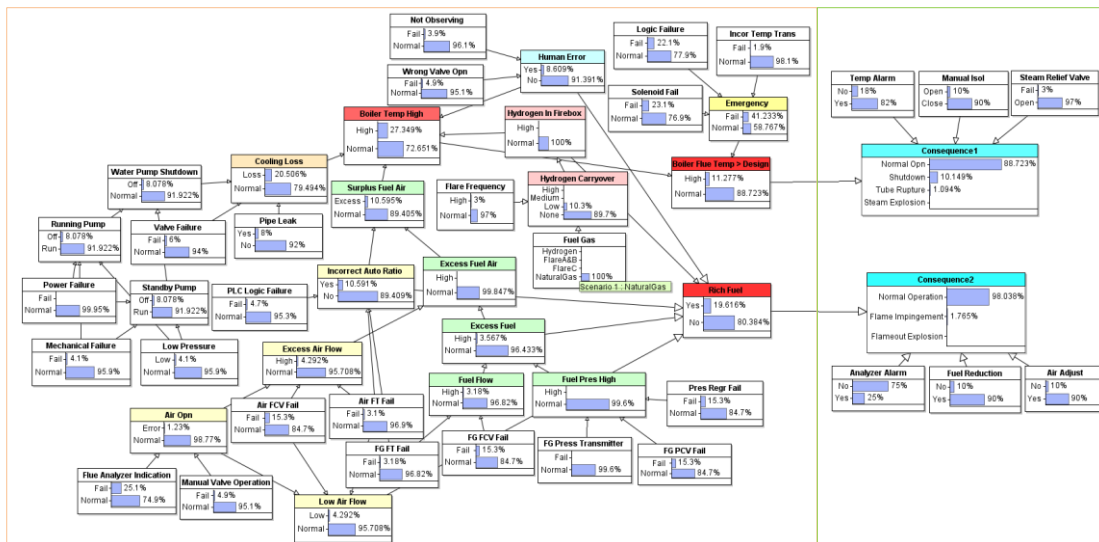 Not Observing
Fail 3.9%
Normal 96.1%
Wrong Valve Opn
Fail 4.9%
Normal 95.1%
Human Error
Yes 8.609%
No 91.391%
Logic Failure
Fail 22.1%
Normal 77.9%
Incor Temp Trans
Fail 1.9%
Normal 98.1%
Solenoid Fail
Fail 23.1%
Normal 76.9%
Emergency
Fail 41.233%
Normal 58.767%
Temp Alarm
No 18%
Yes 82%
Manual Isol
Open 10%
Close 90%
Steam Relief Valve
Fail 3%
Open 97%
Boiler Temp High
High 27.349%
Normal 72.651%
Hydrogen In Firebox
High
Normal 100%
Boiler Flue Temp > Design
High 11.277%
Normal 88.723%
Consequence1
Normal Opn 88.723%
Shutdown 10.149%
Tube Rupture 1.094%
Steam Explosion
Cooling Loss
Loss 20.506%
Normal 79.494%
Water Pump Shutdown
Off 8.078%
Normal 91.922%
Surplus Fuel Air
Excess 10.595%
Normal 89.405%
Flare Frequency
High 3%
Normal 97%
Hydrogen Carryover
High
Medium
Low 10.3%
None 89.7%
Running Pump
Off 8.078%
Run 91.922%
Valve Failure
Fail 6%
Normal 94%
Pipe Leak
Yes 8%
No 92%
Fuel Gas
Hydrogen
FlareA&B
FlareC
NaturalGas 100%
Scenario 1 : NaturalGas
Power Failure
Fail
Normal 99.95%
Standby Pump
Off 8.078%
Run 91.922%
PLC Logic Failure
Fail 4.7%
Normal 95.3%
Incorrect Auto Ratio
Yes 10.591%
No 89.409%
Excess Fuel Air
High
Normal 99.847%
Rich Fuel
Yes 19.616%
No 80.384%
Consequence2
Normal Operation 98.038%
Flame Impingement 1.765%
Flameout Explosion
Mechanical Failure
Fail 4.1%
Normal 95.9%
Low Pressure
Low 4.1%
Normal 95.9%
Excess Air Flow
High 4.292%
Normal 95.708%
Excess Fuel
High 3.567%
Normal 96.433%
Fuel Flow
High 3.18%
Normal 96.82%
Fuel Pres High
High
Normal 99.6%
Pres Regr Fail
Fail 15.3%
Normal 84.7%
Analyzer Alarm
No 75%
Yes 25%
Fuel Reduction
No 10%
Yes 90%
Air Adjust
No 10%
Yes 90%
Air Opn
Error 1.23%
Normal 98.77%
Air FCV Fail
Fail 15.3%
Normal 84.7%
Air FT Fail
Fail 3.1%
Normal 96.9%
FG FT Fail
Fail 3.18%
Normal 96.82%
FG FCV Fail
Fail 15.3%
Normal 84.7%
FG Press Transmitter
Fail
Normal 99.6%
FG PCV Fail
Fail 15.3%
Normal 84.7%
Flue Analyzer Indication
Fail 25.1%
Normal 74.9%
Manual Valve Operation
Fail 4.9%
Normal 95.1%
Low Air Flow
Low 4.292%
Normal 95.708%